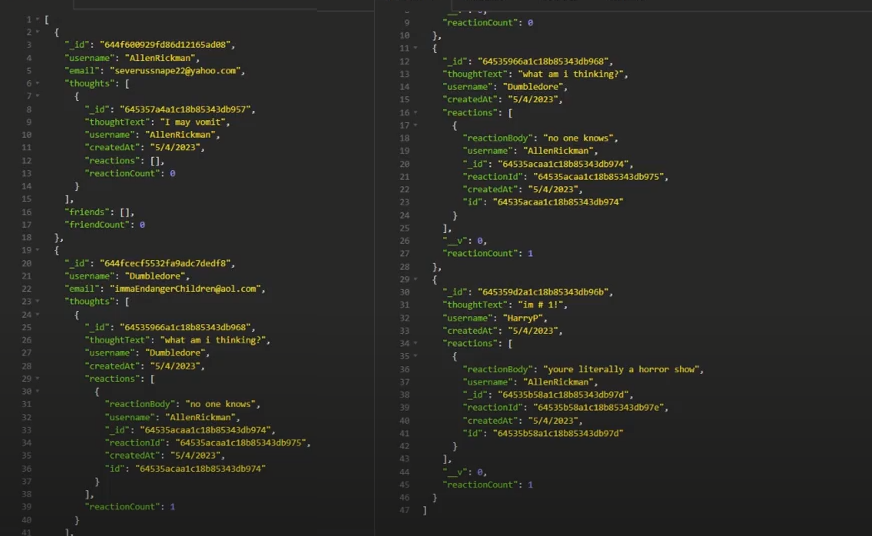 1 [
2 {
3 "_id": "644f600929fd86d12165ad08",
4 "username": "AllenRickman",
5 "email": "severussnape22@yahoo.com",
6 "thoughts": [
7 {
8 "_id": "645357a4a1c18b85343db957",
9 "thoughtText": "I may vomit",
10 "username": "AllenRickman",
11 "createdAt": "5/4/2023",
12 "reactions": [],
13 "reactionCount": 0
14 }
15 ],
16 "friends": [],
17 "friendCount": 0
18 },
19 {
20 "_id": "644fcecf5532fa9adc7dedf8",
21 "username": "Dumbledore",
22 "email": "immaEndangerChildren@aol.com",
23 "thoughts": [
24 {
25 "_id": "64535966a1c18b85343db968",
26 "thoughtText": "what am i thinking?",
27 "username": "Dumbledore",
28 "createdAt": "5/4/2023",
29 "reactions": [
30 {
31 "reactionBody": "no one knows",
32 "username": "AllenRickman",
33 "_id": "64535acaa1c18b85343db974",
34 "reactionId": "64535acaa1c18b85343db975",
35 "createdAt": "5/4/2023",
36 "id": "64535acaa1c18b85343db974"
37 }
38 ],
39 "reactionCount": 1
40 }
41 ],
9 "reactionCount": 0
10 },
11 {
12 "_id": "64535966a1c18b85343db968",
13 "thoughtText": "what am i thinking?",
14 "username": "Dumbledore",
15 "createdAt": "5/4/2023",
16 "reactions": [
17 {
18 "reactionBody": "no one knows",
19 "username": "AllenRickman",
20 "_id": "64535acaa1c18b85343db974",
21 "reactionId": "64535acaa1c18b85343db975",
22 "createdAt": "5/4/2023",
23 "id": "64535acaa1c18b85343db974"
24 }
25 ],
26 "__v": 0,
27 "reactionCount": 1
28 },
29 {
30 "_id": "645359d2a1c18b85343db96b",
31 "thoughtText": "im # 1!",
32 "username": "HarryP",
33 "createdAt": "5/4/2023",
34 "reactions": [
35 {
36 "reactionBody": "youre literally a horror show",
37 "username": "AllenRickman",
38 "_id": "64535b58a1c18b85343db97d",
39 "reactionId": "64535b58a1c18b85343db97e",
40 "createdAt": "5/4/2023",
41 "id": "64535b58a1c18b85343db97d"
42 }
43 ],
44 "__v": 0,
45 "reactionCount": 1
46 }
47 ]